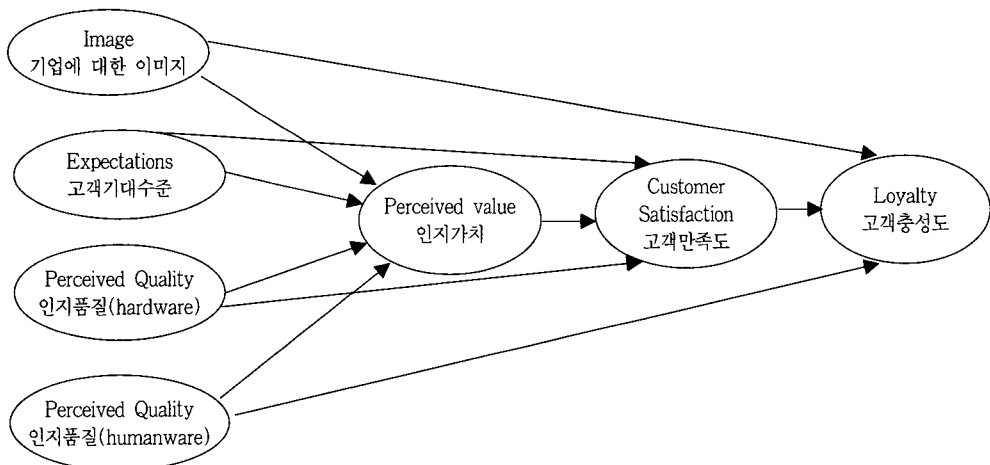 Image
기업에 대한 이미지
Expectations
고객기대수준
Perceived Quality
인지품질(hardware)
Perceived Quality
인지품질(humanware)
Perceived value
인지가치
Customer
Satisfaction
고객만족도
Loyalty
고객충성도